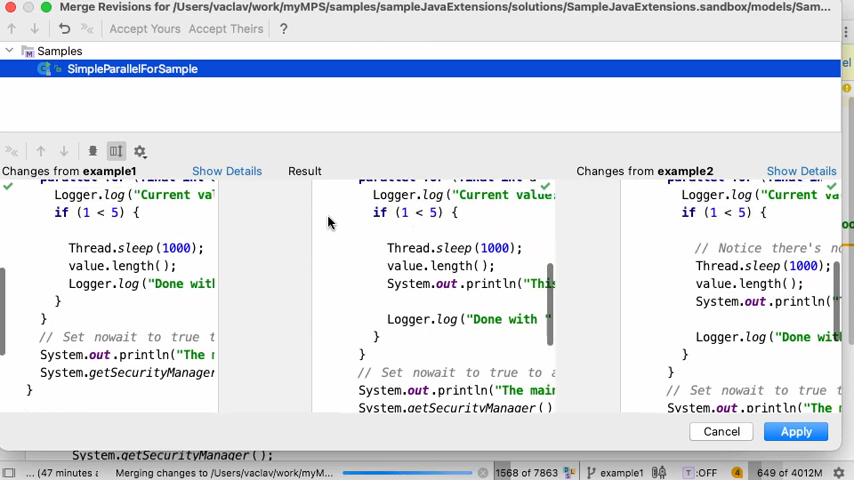 Merge Revisions for /Users/vaclav/work/myMPS/samples/sampleJavaExtensions/solutions/SampleJavaExtensions.sandbox/models/Sam...
Accept Yours Accept Theirs ?
Samples
SimpleParallelForSample
Changes from example1 Show Details
Logger.log("Current va
if (1 < 5) {
Thread.sleep(1000);
value.length();
Logger.log("Done wit
}
}
// Set nowait to true t
System.out.println("The
System.getSecurityManager
}
Result
Logger.log("Current value
if (1 < 5) {
Thread.sleep(1000);
value.length();
System.out.println("This
Logger.log("Done with "
}
}
// Set nowait to true to a
System.out.println("The mai
System.getSecurityManager()
Changes from example2 Show Details
Logger.log("Current va
if (1 < 5) {
// Notice there's n
Thread.sleep(1000);
value.length();
System.out.println("
Logger.log("Done wit
}
}
// Set nowait to true t
System.out.println("The
Cancel Apply
System.getSecurityManager();
... (47 minutes a Merging changes to /Users/vaclav/work/myM... 1568 of 7863 example1 T :OFF 4 649 of 4012M